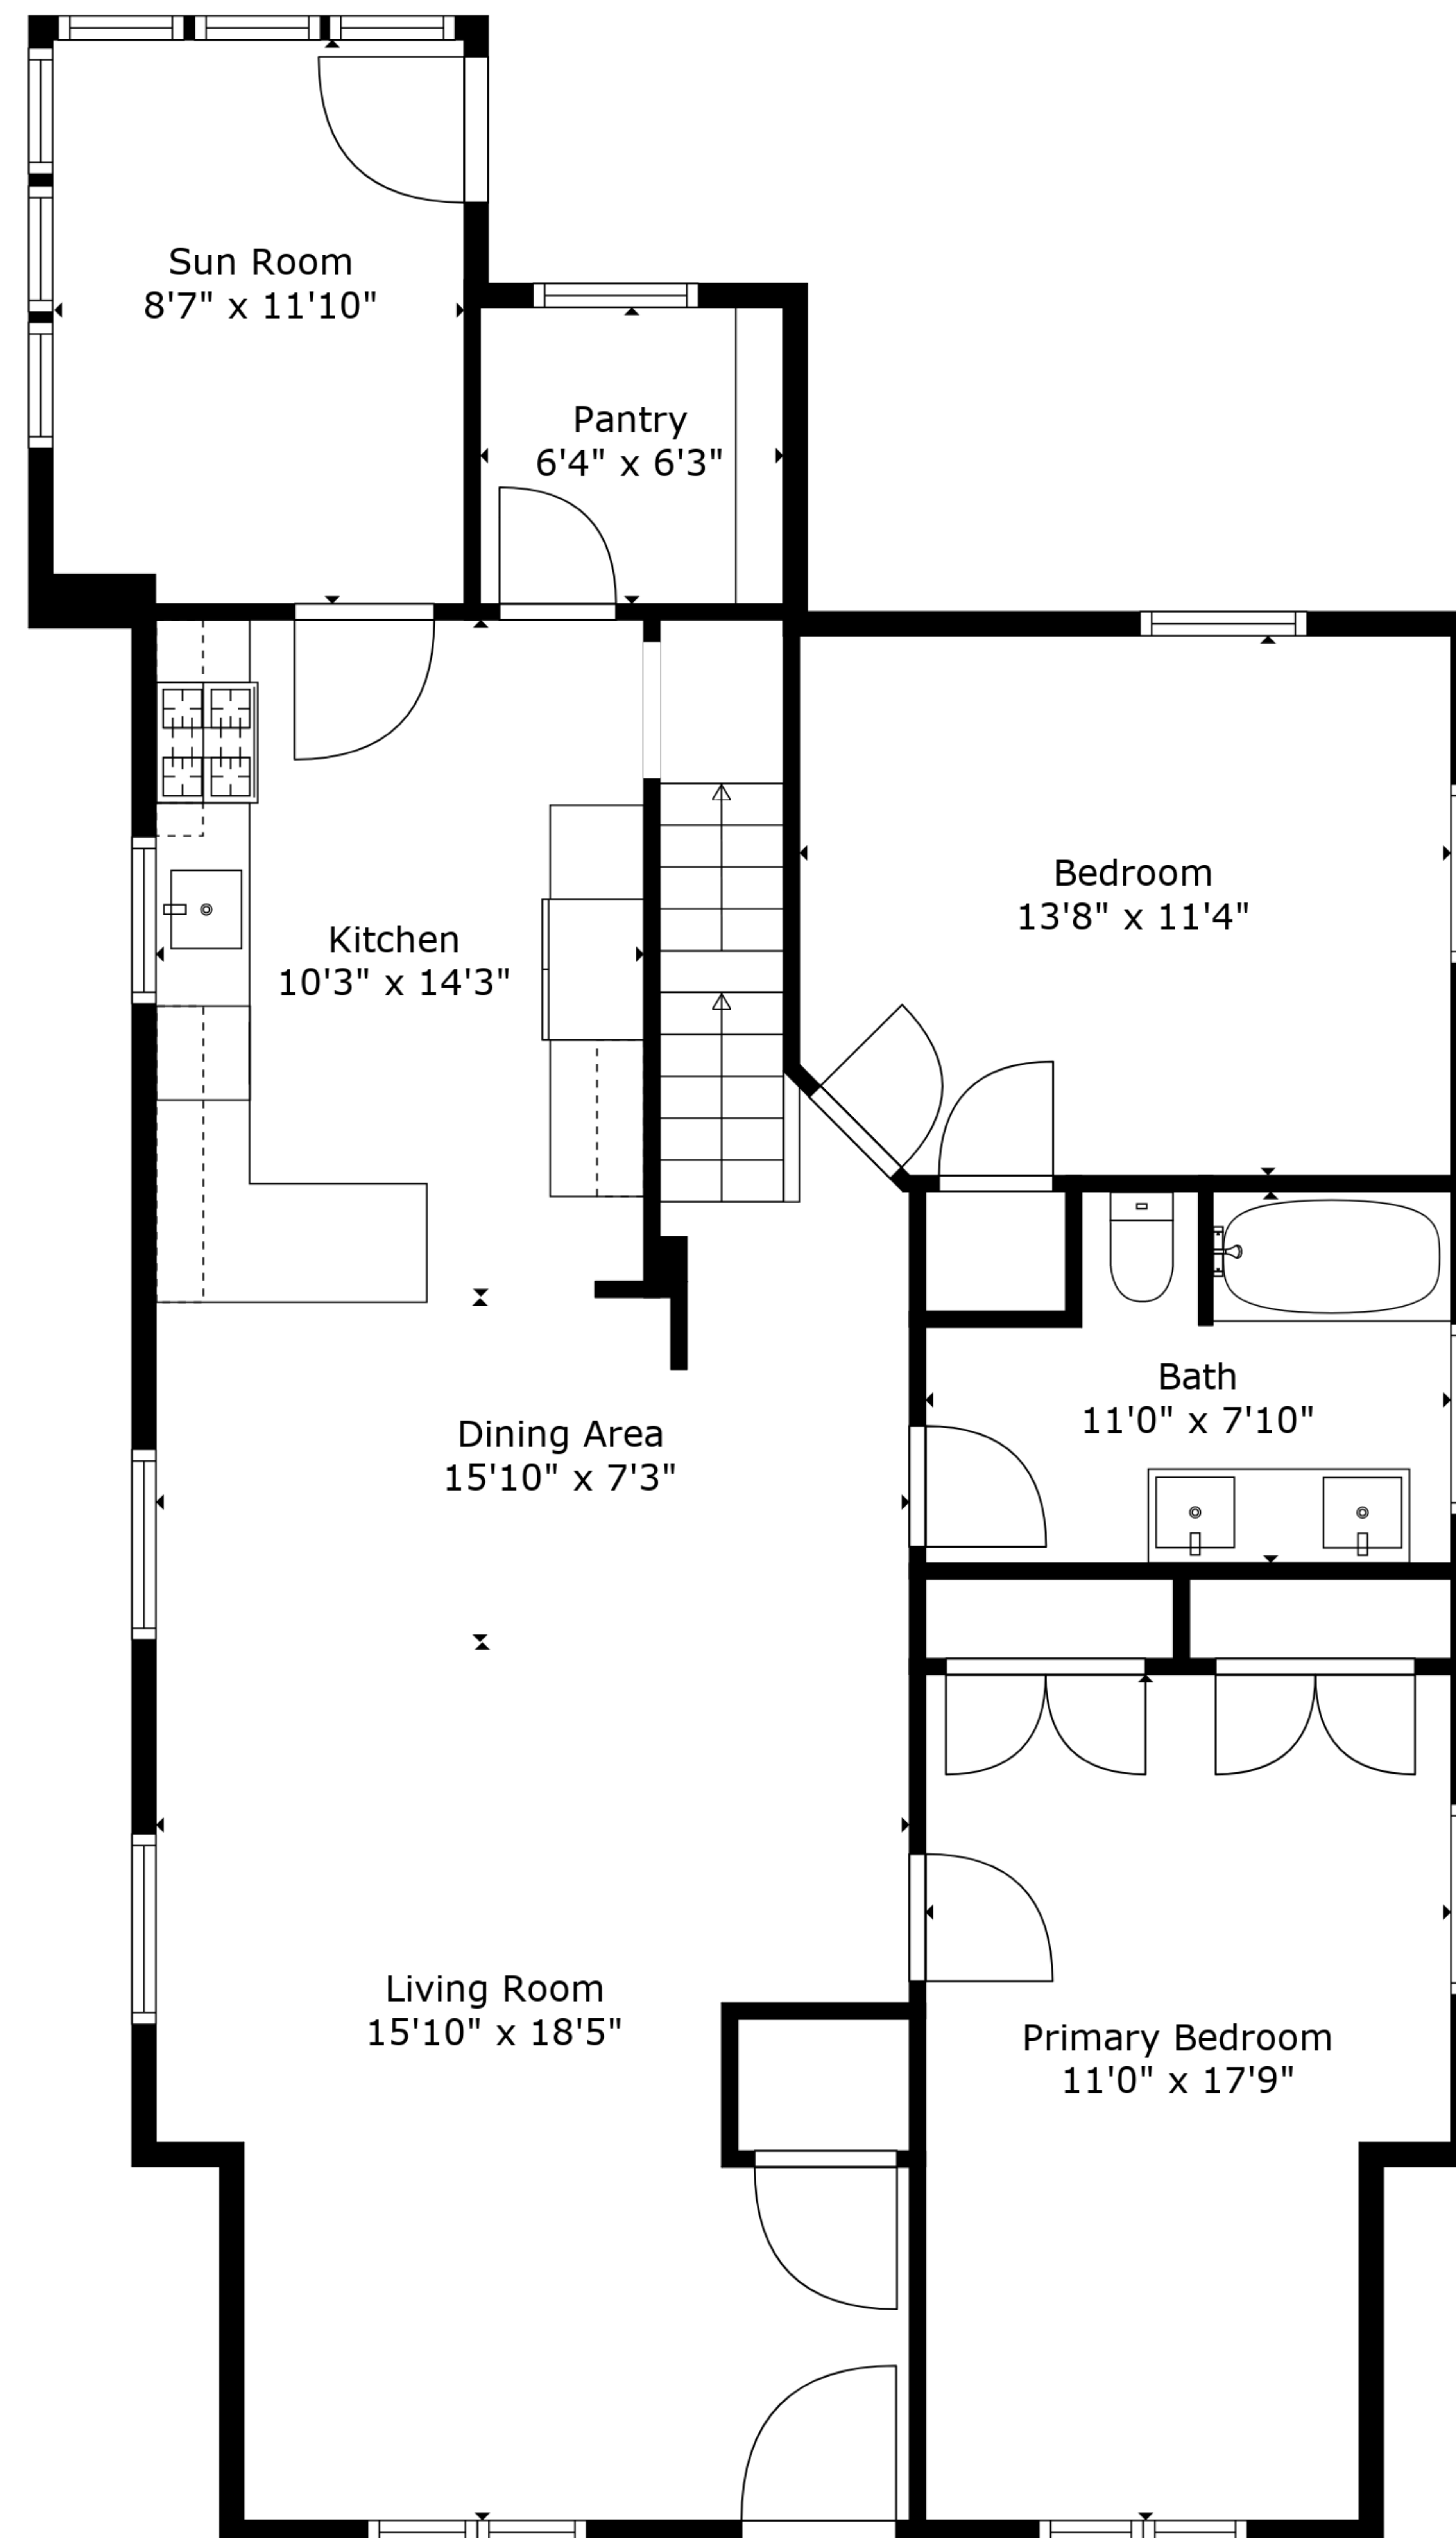 Sun Room
8'7" x 11'10"
Pantry
6'4" x 6'3"
Bedroom
13'8" x 11'4"
Kitchen
10'3" x 14'3"
Bath
11'0" x 7'10"
Dining Area
15'10" x 7'3"
Living Room
15'10" x 18'5"
Primary Bedroom
11'0" x 17'9"